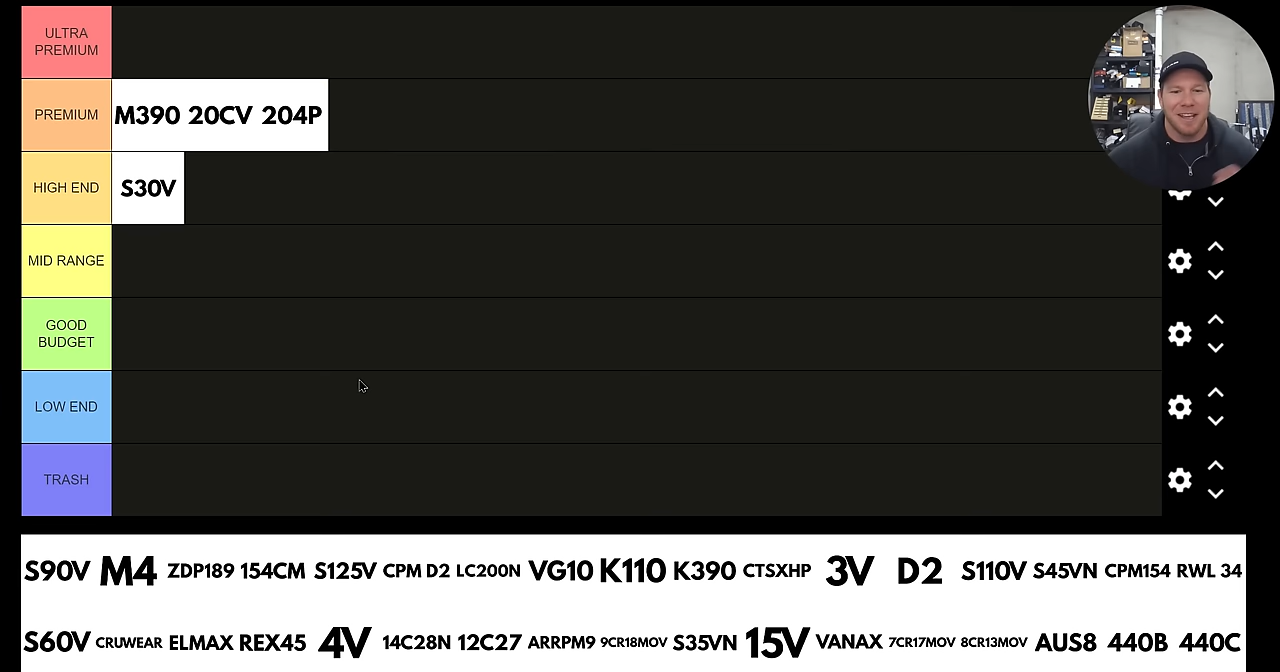 ULTRA
PREMIUM
PREMIUM
M390 20CV 204P
HIGH END
S30V
MID RANGE
GOOD
BUDGET
LOW END
TRASH
S90V M4 ZDP189 154CM S125V CPM D2 LC200N VG10 K110 K390 CTSXHP 3V D2 S110V S45VN CPM154 RWL 34
S60V CRUWEAR ELMAX REX45 4V 14C28N 12C27 ARRPM9 9CR18MOV S35VN 15V VANAX 7CR17MOV 8CR13MOV AUS8 440B 440C